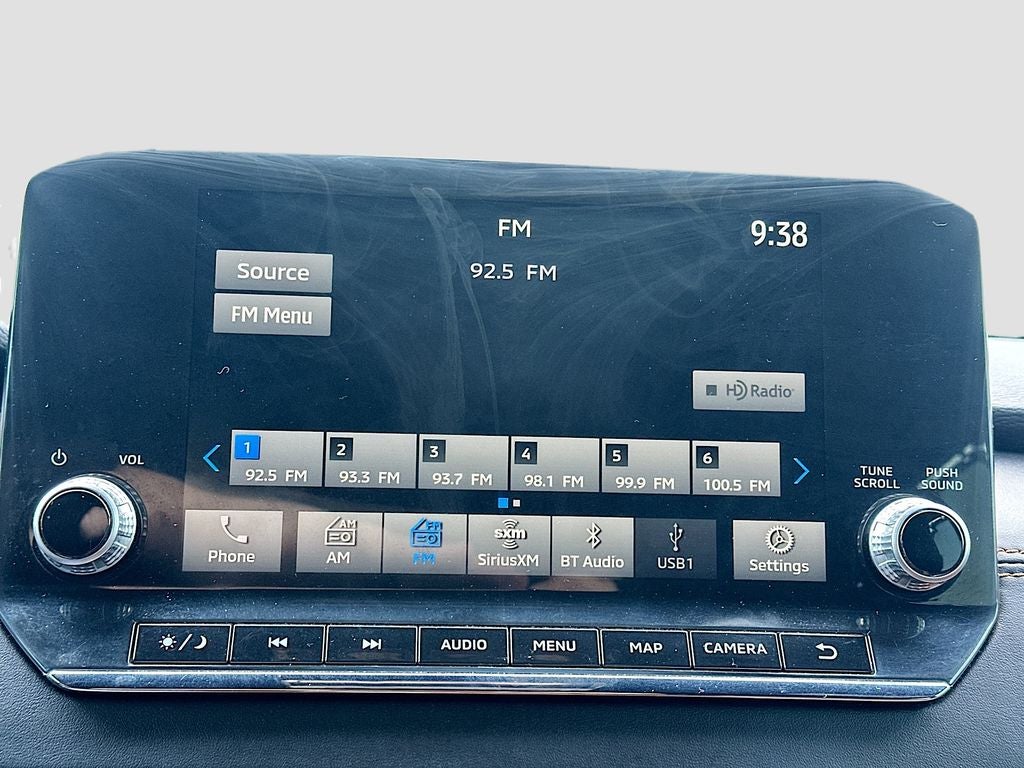 FM
9:38
92.5 FM
Source
FM Menu
HD Radio
1
92.5 FM
2
93.3 FM
3
93.7 FM
4
98.1 FM
5
99.9 FM
6
100.5 FM
VOL
TUNE
SCROLL
PUSH
SOUND
Phone
AM
AM
FM
FM
sxm
SiriusXM
BT Audio
USB1
Settings
AUDIO
MENU
MAP
CAMERA